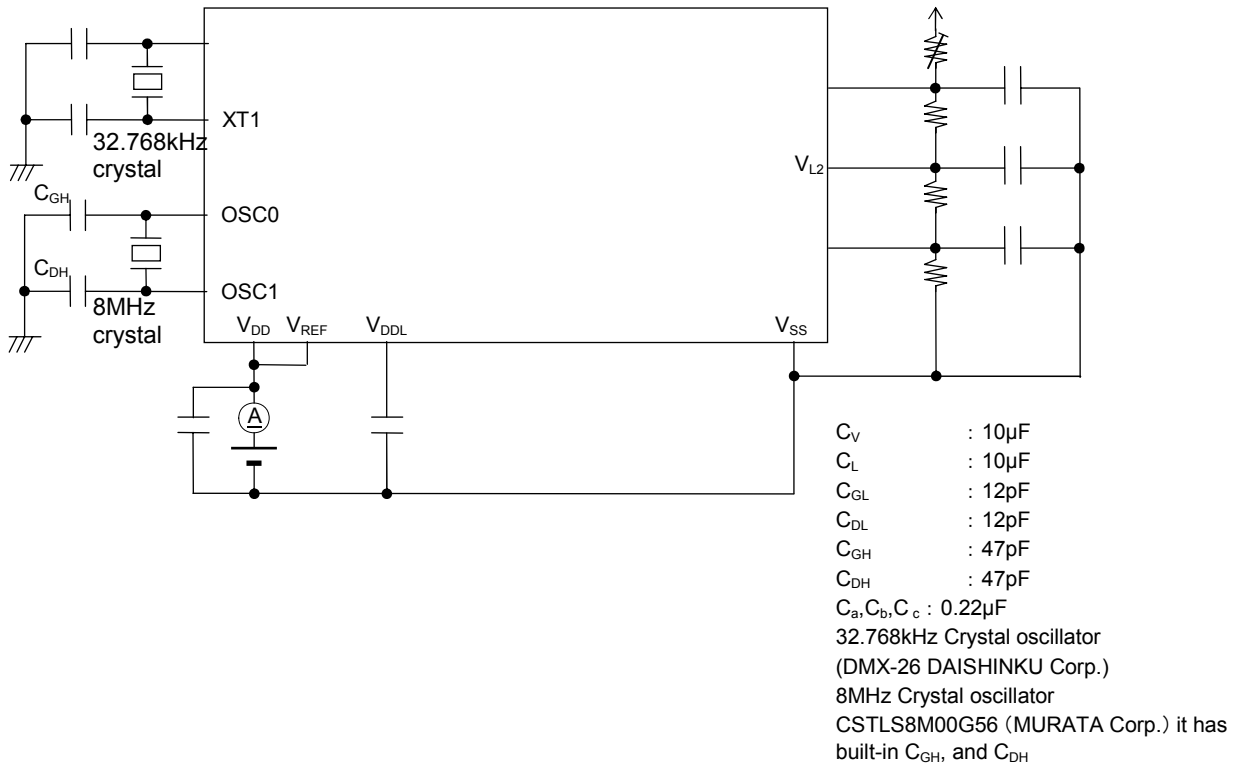 XT1
32.768kHz
crystal
C_GH
OSC0
C_DH
OSC1
8MHz
crystal
V_DD V_REF V_DDL V_SS
V_L2
A
C_V : 10μF
C_L : 10μF
C_GL : 12pF
C_DL : 12pF
C_GH : 47pF
C_DH : 47pF
C_a,C_b,C_c : 0.22μF
32.768kHz Crystal oscillator
(DMX-26 DAISHINKU Corp.)
8MHz Crystal oscillator
CSTLS8M00G56（MURATA Corp.）it has
built-in C_GH, and C_DH